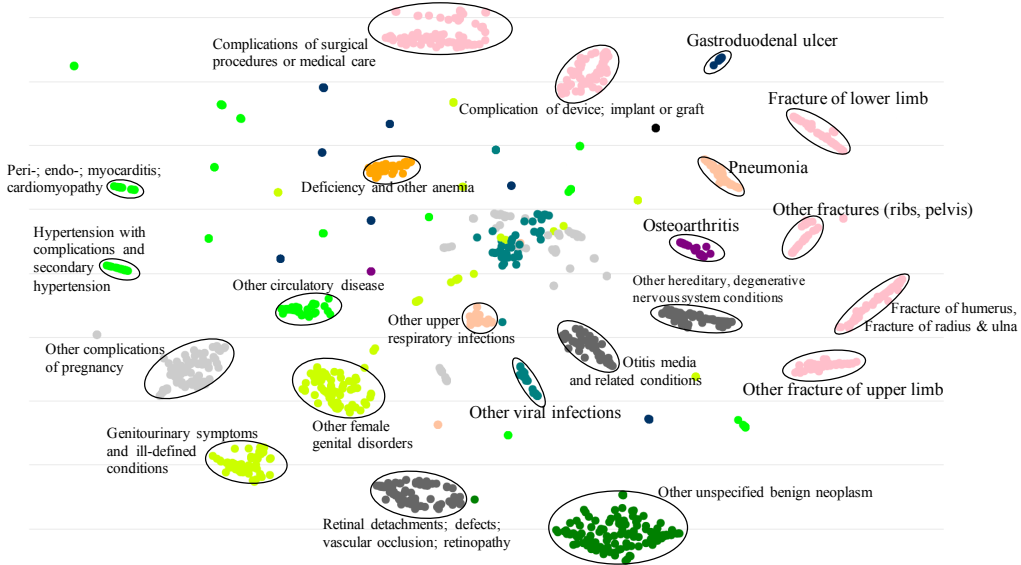 Complications of surgical
procedures or medical care
Gastroduodenal ulcer
Complication of device; implant or graft
Fracture of lower limb
Peri-; endo-; myocarditis;
cardiomyopathy
Deficiency and other anemia
Pneumonia
Other fractures (ribs, pelvis)
Osteoarthritis
Hypertension with
complications and
secondary
hypertension
Other circulatory disease
Other hereditary, degenerative
nervous system conditions
Fracture of humerus,
Fracture of radius & ulna
Other upper
respiratory infections
Other complications
of pregnancy
Otitis media
and related conditions
Other fracture of upper limb
Other viral infections
Other female
genital disorders
Genitourinary symptoms
and ill-defined
conditions
Other unspecified benign neoplasm
Retinal detachments; defects;
vascular occlusion; retinopathy